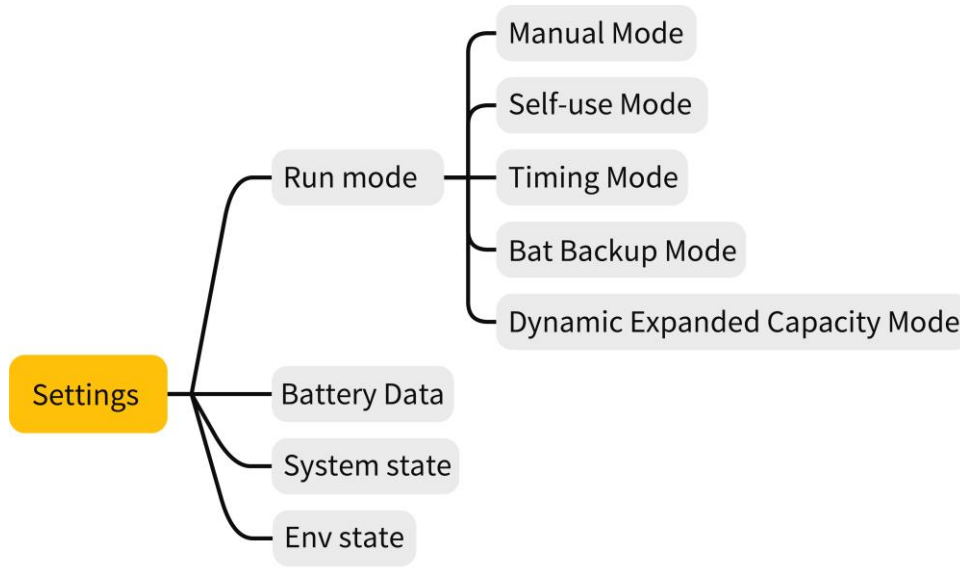 Settings
Run mode
Manual Mode
Self-use Mode
Timing Mode
Bat Backup Mode
Dynamic Expanded Capacity Mode
Battery Data
System state
Env state